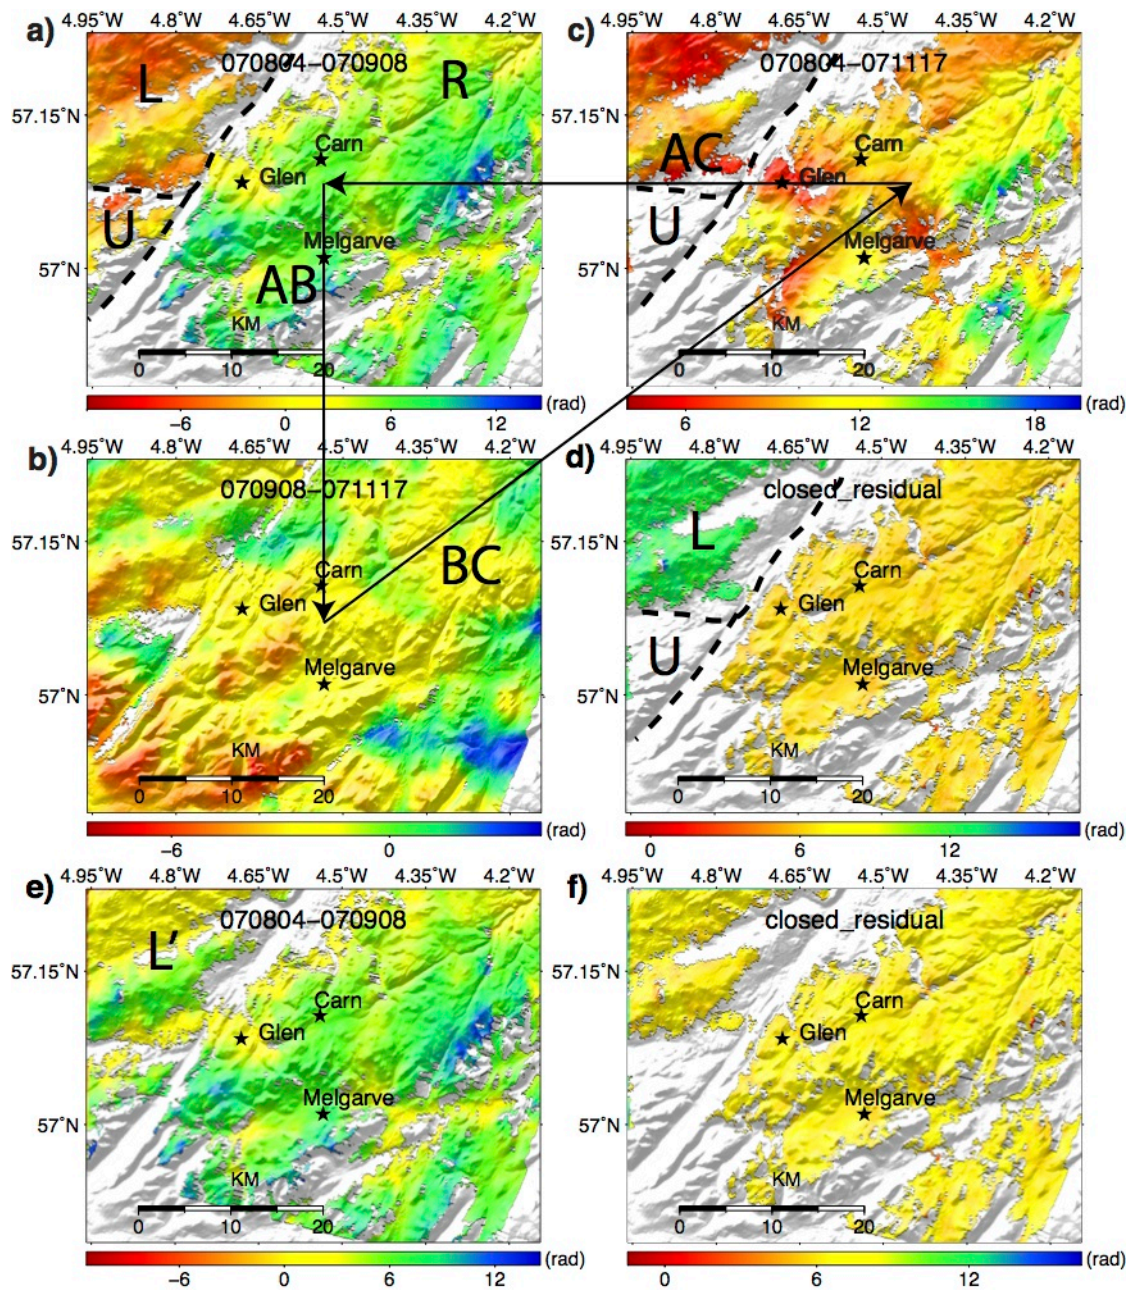 4.95˚W 4.8˚W 4.65˚W 4.5˚W 4.35˚W 4.2˚W
a)
070804−070908
L
R
57.15˚N
Carn
Glen
U
Melgarve
57˚N
AB
KM
0 10 20
−6 0 6 12 (rad)
4.95˚W 4.8˚W 4.65˚W 4.5˚W 4.35˚W 4.2˚W
c)
070804−071117
57.15˚N
Carn
AC
Glen
U
Melgarve
57˚N
KM
0 10 20
6 12 18 (rad)
4.95˚W 4.8˚W 4.65˚W 4.5˚W 4.35˚W 4.2˚W
b)
070908−071117
57.15˚N
BC
Carn
Glen
Melgarve
57˚N
KM
0 10 20
−6 0 (rad)
4.95˚W 4.8˚W 4.65˚W 4.5˚W 4.35˚W 4.2˚W
d)
closed_residual
L
57.15˚N
Carn
Glen
U
Melgarve
57˚N
KM
0 10 20
0 6 12 (rad)
4.95˚W 4.8˚W 4.65˚W 4.5˚W 4.35˚W 4.2˚W
e)
070804−070908
L′
57.15˚N
Carn
Glen
Melgarve
57˚N
KM
0 10 20
−6 0 6 12 (rad)
4.95˚W 4.8˚W 4.65˚W 4.5˚W 4.35˚W 4.2˚W
f)
closed_residual
57.15˚N
Carn
Glen
Melgarve
57˚N
KM
0 10 20
0 6 12 (rad)